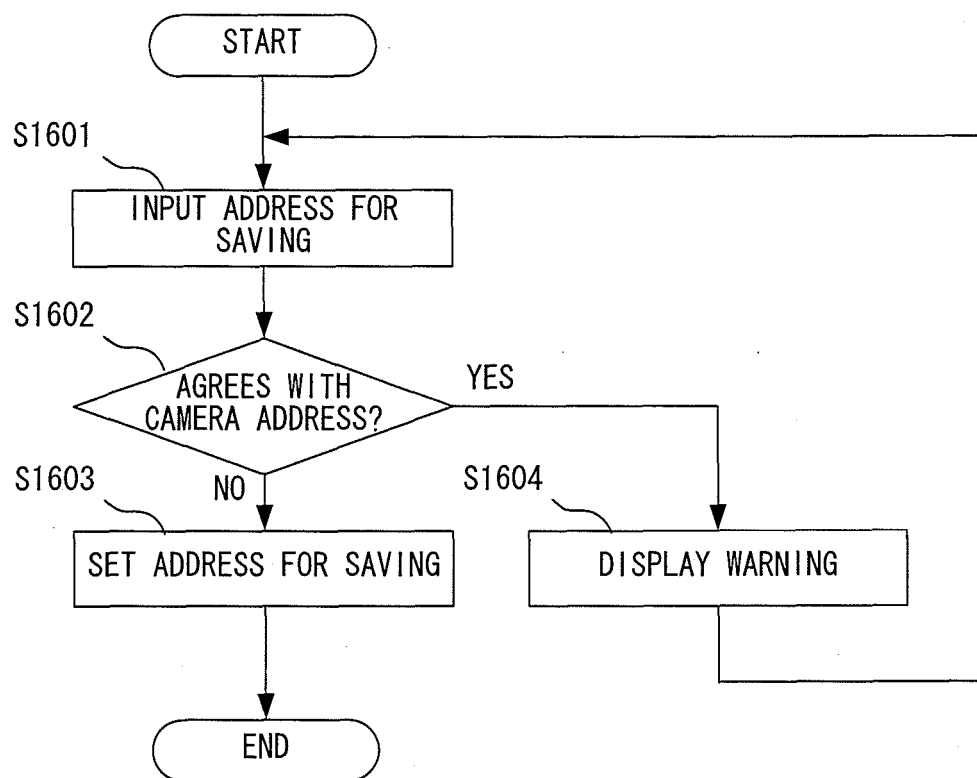 START
S1601
INPUT ADDRESS FOR
SAVING
S1602
AGREES WITH
CAMERA ADDRESS?
YES
NO
S1603
SET ADDRESS FOR SAVING
S1604
DISPLAY WARNING
END